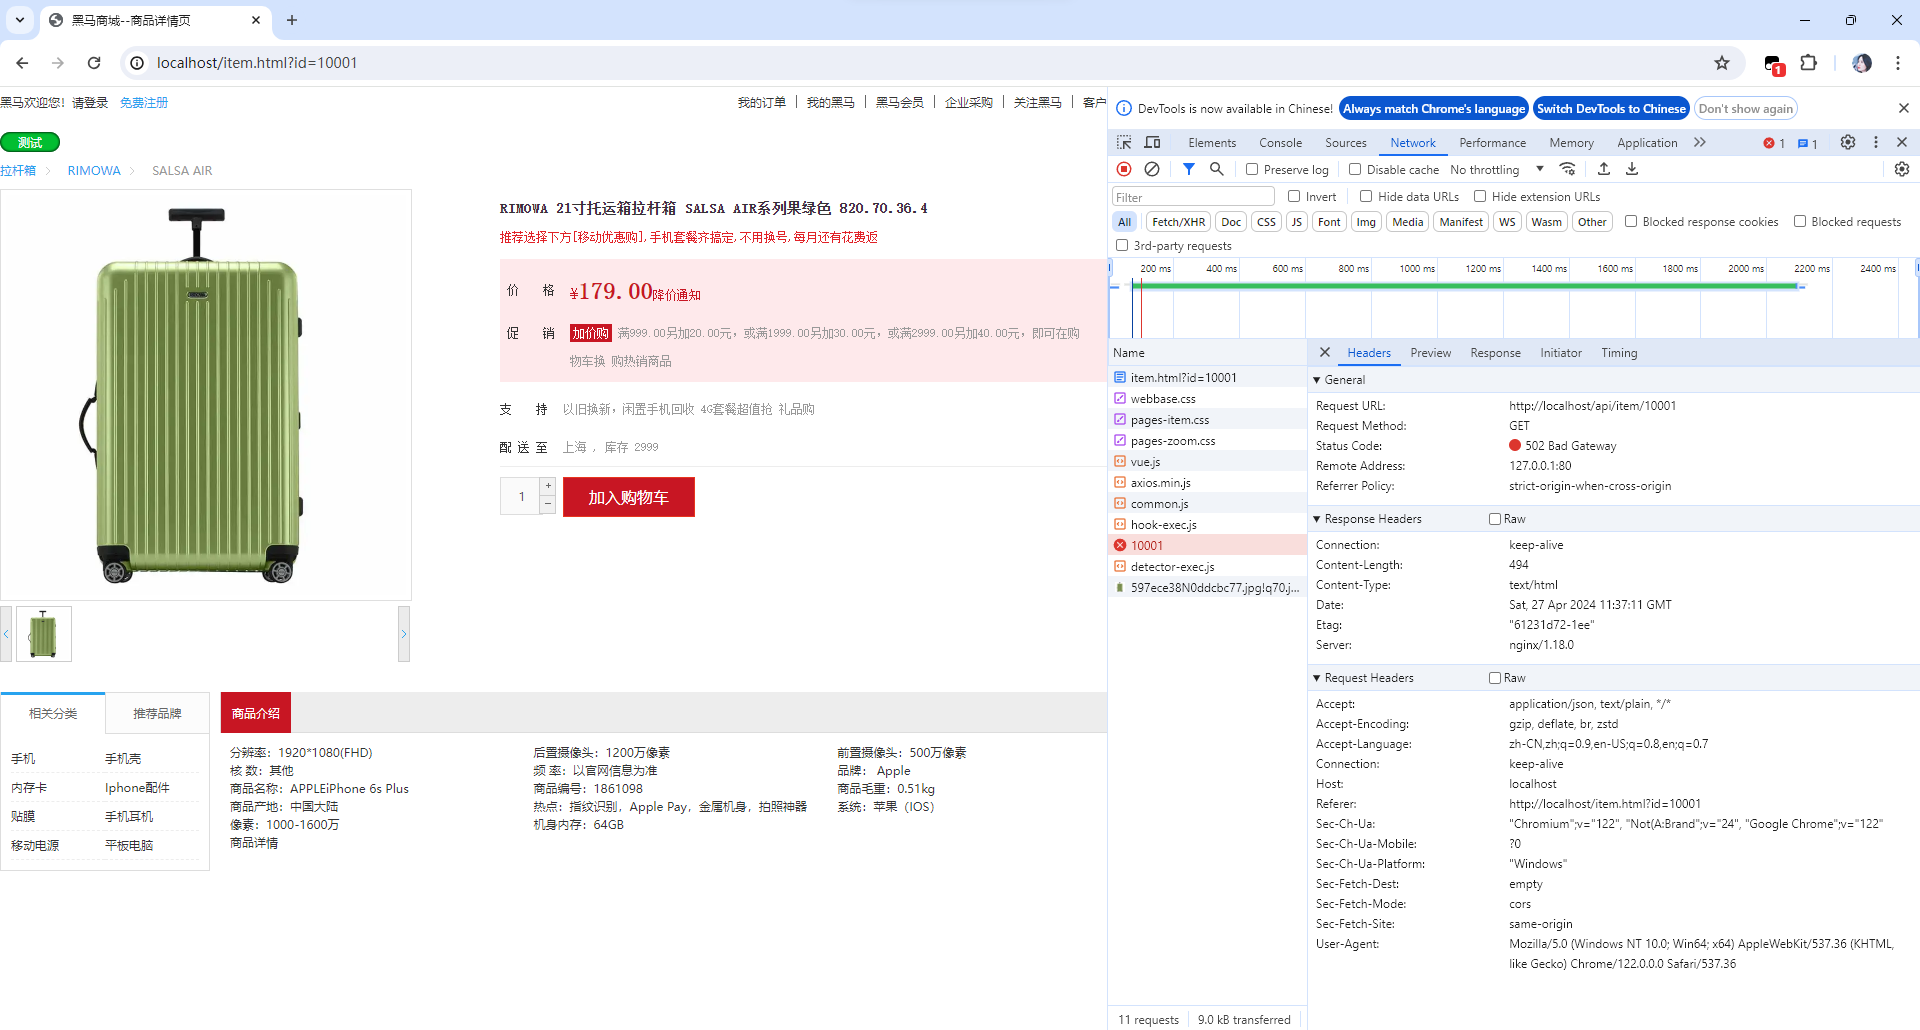 黑马商城--商品详情页
localhost/item.html?id=10001
1
黑马欢迎您！请登录 免费注册
我的订单 我的黑马 黑马会员 企业采购 关注黑马 客户
测试
拉杆箱 RIMOWA SALSA AIR
RIMOWA 21寸托运箱拉杆箱 SALSA AIR系列果绿色 820.70.36.4
推荐选择下方[移动优惠购],手机套餐齐搞定,不用换号,每月还有花费返
价 格 ¥179.00降价通知
促 销 加价购 满999.00另加20.00元，或满1999.00另加30.00元，或满2999.00另加40.00元，即可在购
物车换 购热销商品
支 持 以旧换新，闲置手机回收 4G套餐超值抢 礼品购
配 送 至 上海 ， 库存 2999
1 + − 加入购物车
相关分类 推荐品牌
手机 手机壳
内存卡 Iphone配件
贴膜 手机耳机
移动电源 平板电脑
商品介绍
分辨率：1920*1080(FHD) 后置摄像头：1200万像素 前置摄像头：500万像素
核 数：其他 频 率：以官网信息为准 品牌： Apple
商品名称：APPLEiPhone 6s Plus 商品编号：1861098 商品毛重：0.51kg
商品产地：中国大陆 热点：指纹识别，Apple Pay，金属机身，拍照神器 系统：苹果（IOS）
像素：1000-1600万 机身内存：64GB
商品详情
DevTools is now available in Chinese! Always match Chrome's language Switch DevTools to Chinese Don't show again
Elements Console Sources Network Performance Memory Application 1 1
Preserve log Disable cache No throttling
Filter Invert Hide data URLs Hide extension URLs
All Fetch/XHR Doc CSS JS Font Img Media Manifest WS Wasm Other Blocked response cookies Blocked requests
3rd-party requests
200 ms 400 ms 600 ms 800 ms 1000 ms 1200 ms 1400 ms 1600 ms 1800 ms 2000 ms 2200 ms 2400 ms
Name
item.html?id=10001
webbase.css
pages-item.css
pages-zoom.css
vue.js
axios.min.js
common.js
hook-exec.js
10001
detector-exec.js
597ece38N0ddcbc77.jpg!q70.j...
11 requests 9.0 kB transferred
Headers Preview Response Initiator Timing
General
Request URL: http://localhost/api/item/10001
Request Method: GET
Status Code: 502 Bad Gateway
Remote Address: 127.0.0.1:80
Referrer Policy: strict-origin-when-cross-origin
Response Headers Raw
Connection: keep-alive
Content-Length: 494
Content-Type: text/html
Date: Sat, 27 Apr 2024 11:37:11 GMT
Etag: "61231d72-1ee"
Server: nginx/1.18.0
Request Headers Raw
Accept: application/json, text/plain, */*
Accept-Encoding: gzip, deflate, br, zstd
Accept-Language: zh-CN,zh;q=0.9,en-US;q=0.8,en;q=0.7
Connection: keep-alive
Host: localhost
Referer: http://localhost/item.html?id=10001
Sec-Ch-Ua: "Chromium";v="122", "Not(A:Brand";v="24", "Google Chrome";v="122"
Sec-Ch-Ua-Mobile: ?0
Sec-Ch-Ua-Platform: "Windows"
Sec-Fetch-Dest: empty
Sec-Fetch-Mode: cors
Sec-Fetch-Site: same-origin
User-Agent: Mozilla/5.0 (Windows NT 10.0; Win64; x64) AppleWebKit/537.36 (KHTML,
like Gecko) Chrome/122.0.0.0 Safari/537.36